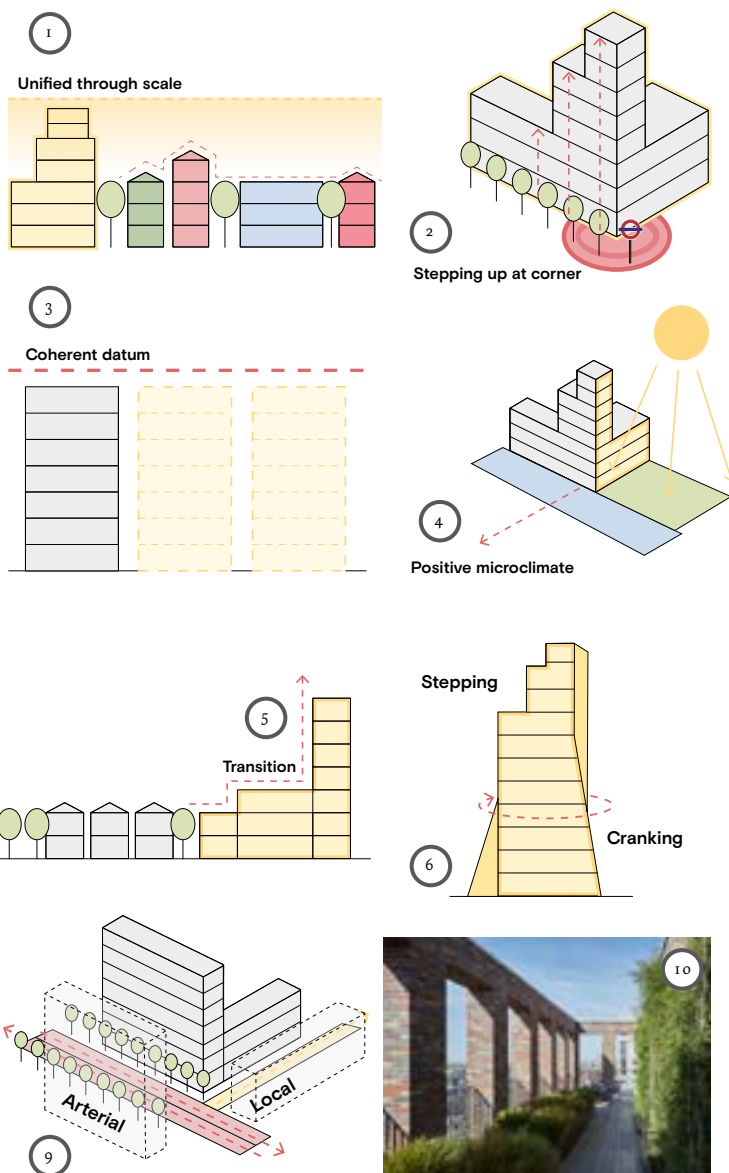 1
Unified through scale
2
Stepping up at corner
3
Coherent datum
4
Positive microclimate
5
Transition
Stepping
Cranking
6
Arterial
Local
9
10